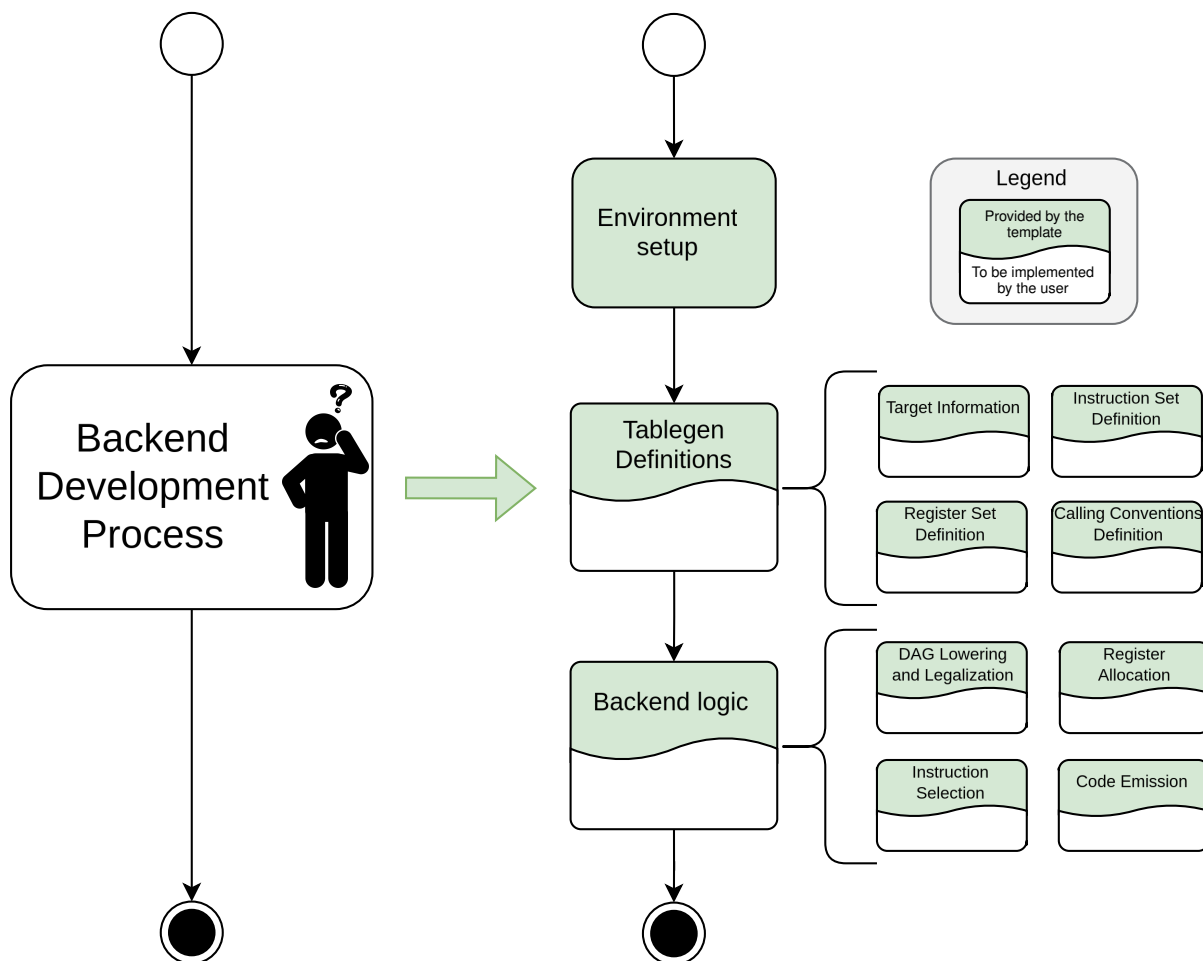 Backend
Development
Process
?
Environment
setup
Legend
Provided by the
template
To be implemented
by the user
Tablegen
Definitions
Target Information
Instruction Set
Definition
Register Set
Definition
Calling Conventions
Definition
Backend logic
DAG Lowering
and Legalization
Register
Allocation
Instruction
Selection
Code Emission